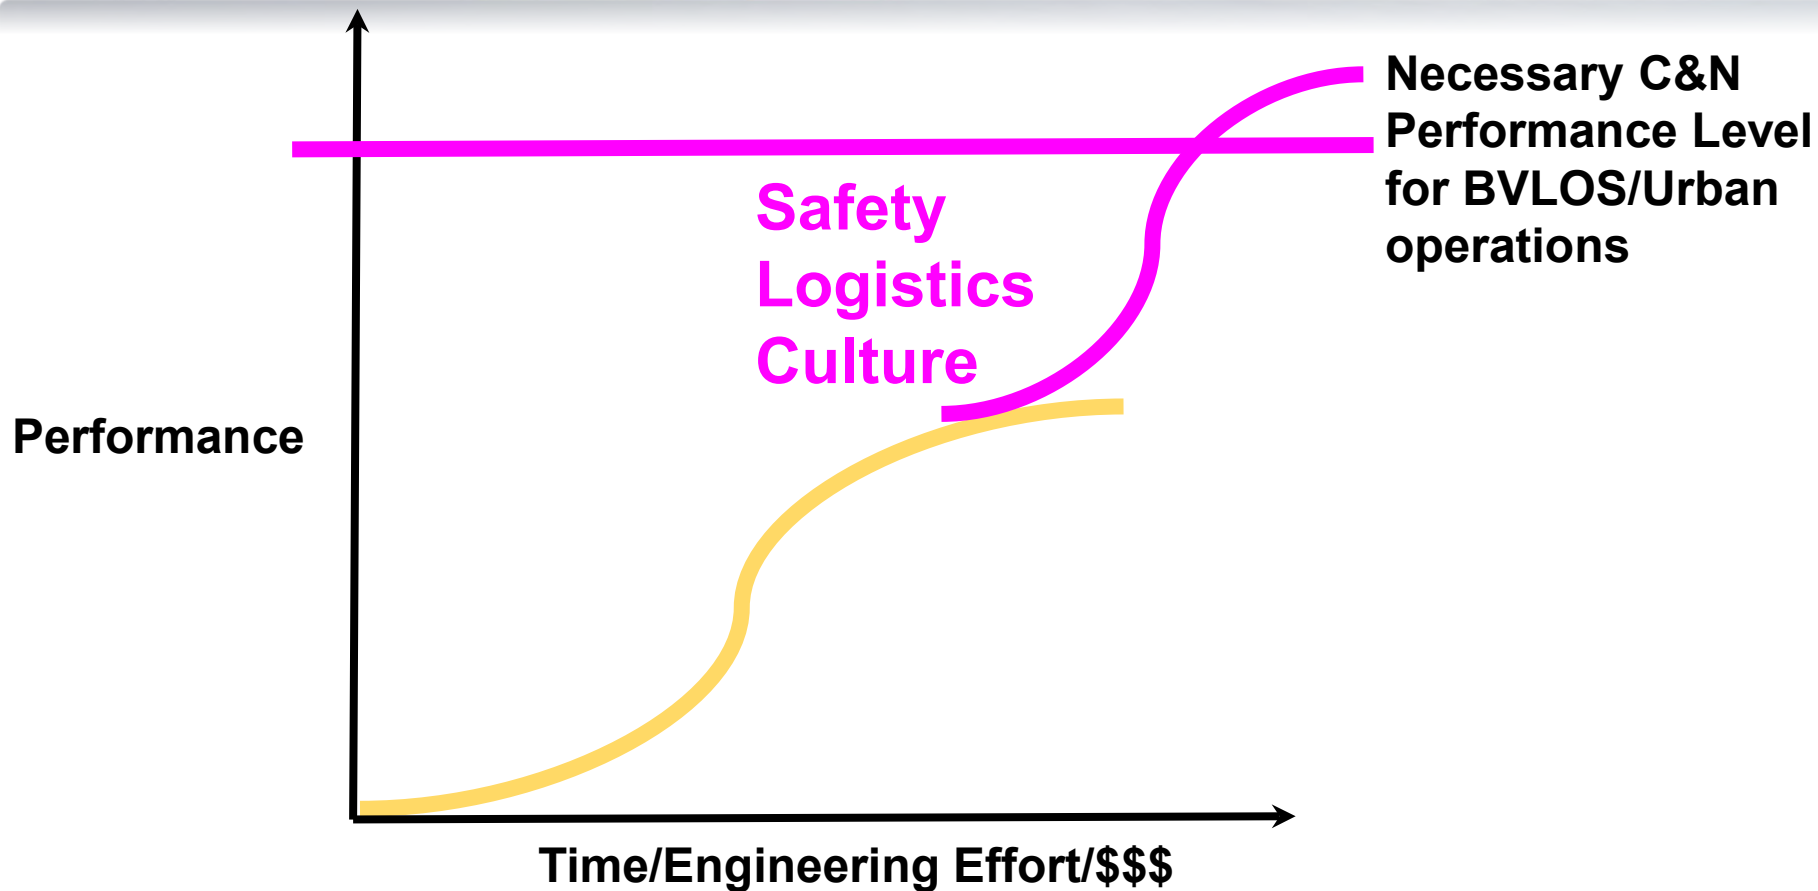 Necessary C&N
Performance Level
for BVLOS/Urban
operations
Safety
Logistics
Culture
Performance
Time/Engineering Effort/$$$